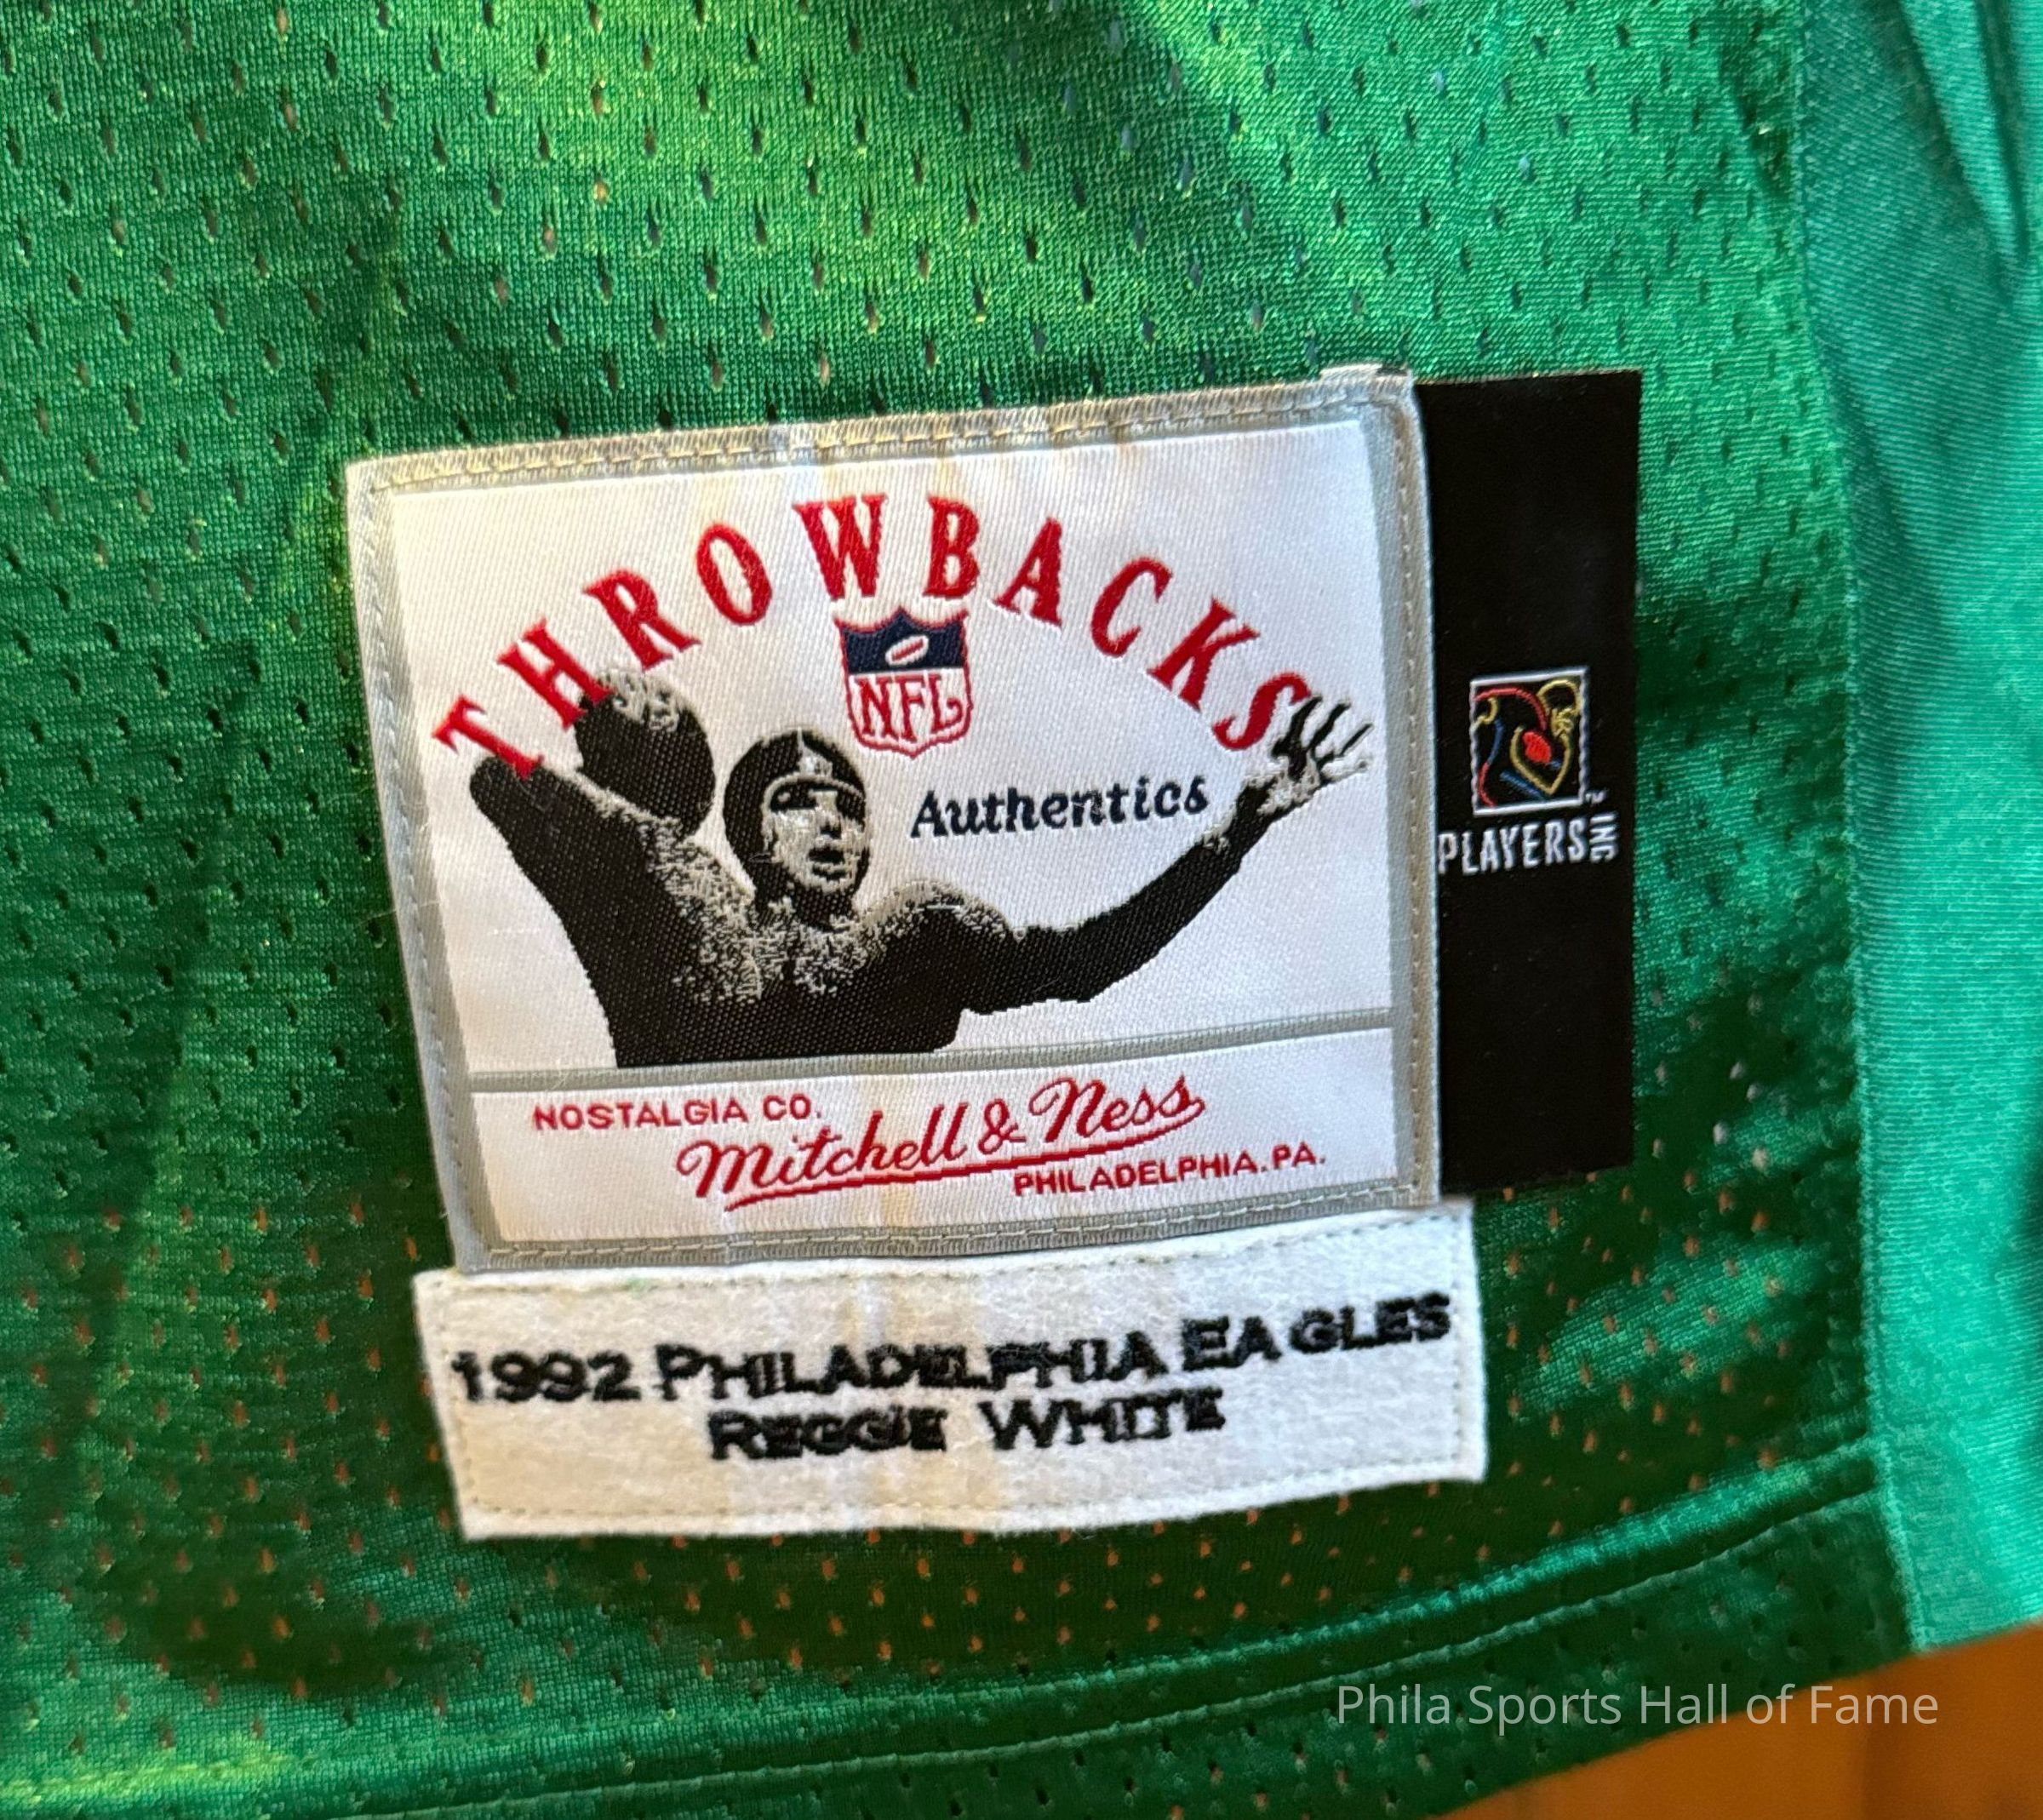 THROWBACKS
NFL
Authentics
PLAYERS INC
NOSTALGIA CO.
Mitchell & Ness
PHILADELPHIA. PA.
1992 PHILADELPHIA EAGLES
REGGIE WHITE
Phila Sports Hall of Fame